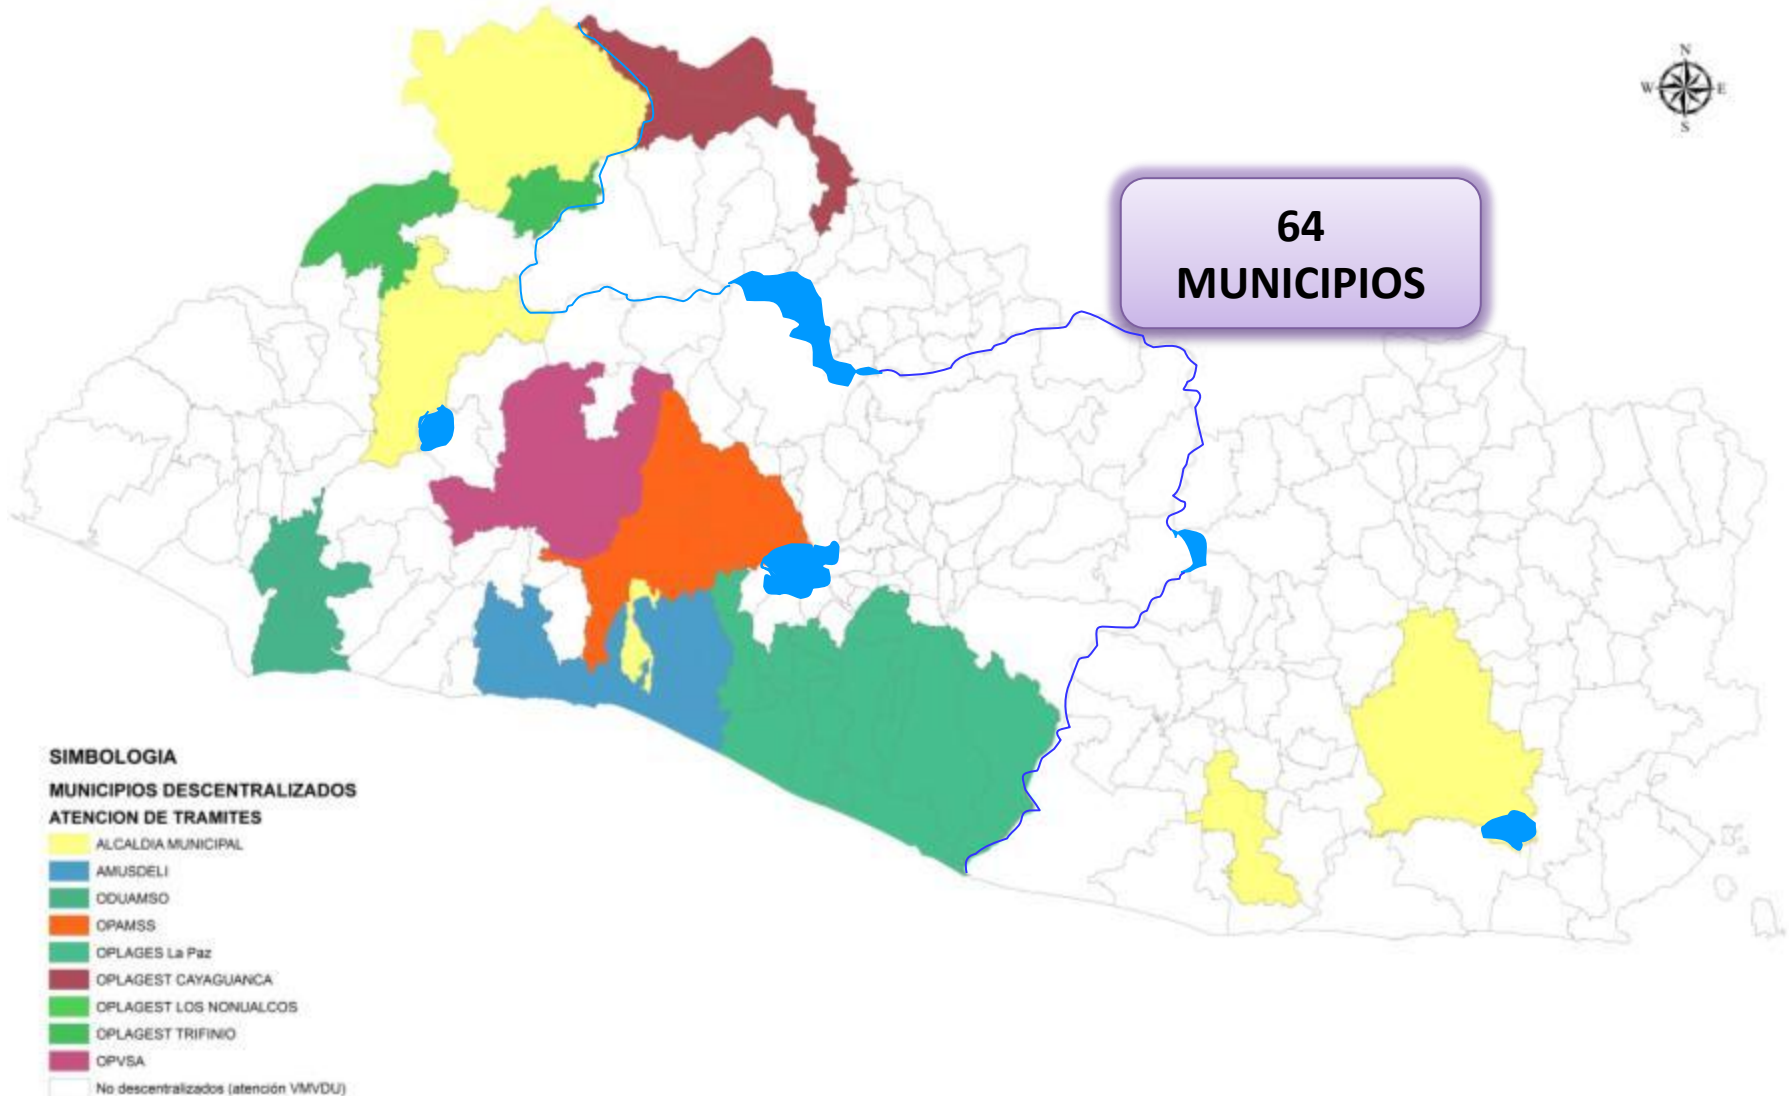 N
W E
S
64
MUNICIPIOS
SIMBOLOGIA
MUNICIPIOS DESCENTRALIZADOS
ATENCION DE TRAMITES
ALCALDIA MUNICIPAL
AMUSDELI
ODUAMSO
OPAMSS
OPLAGES La Paz
OPLAGEST CAYAGUANCA
OPLAGEST LOS NONUALCOS
OPLAGEST TRIFINIO
OPVSA
No descentralizados (atención VMVDU)